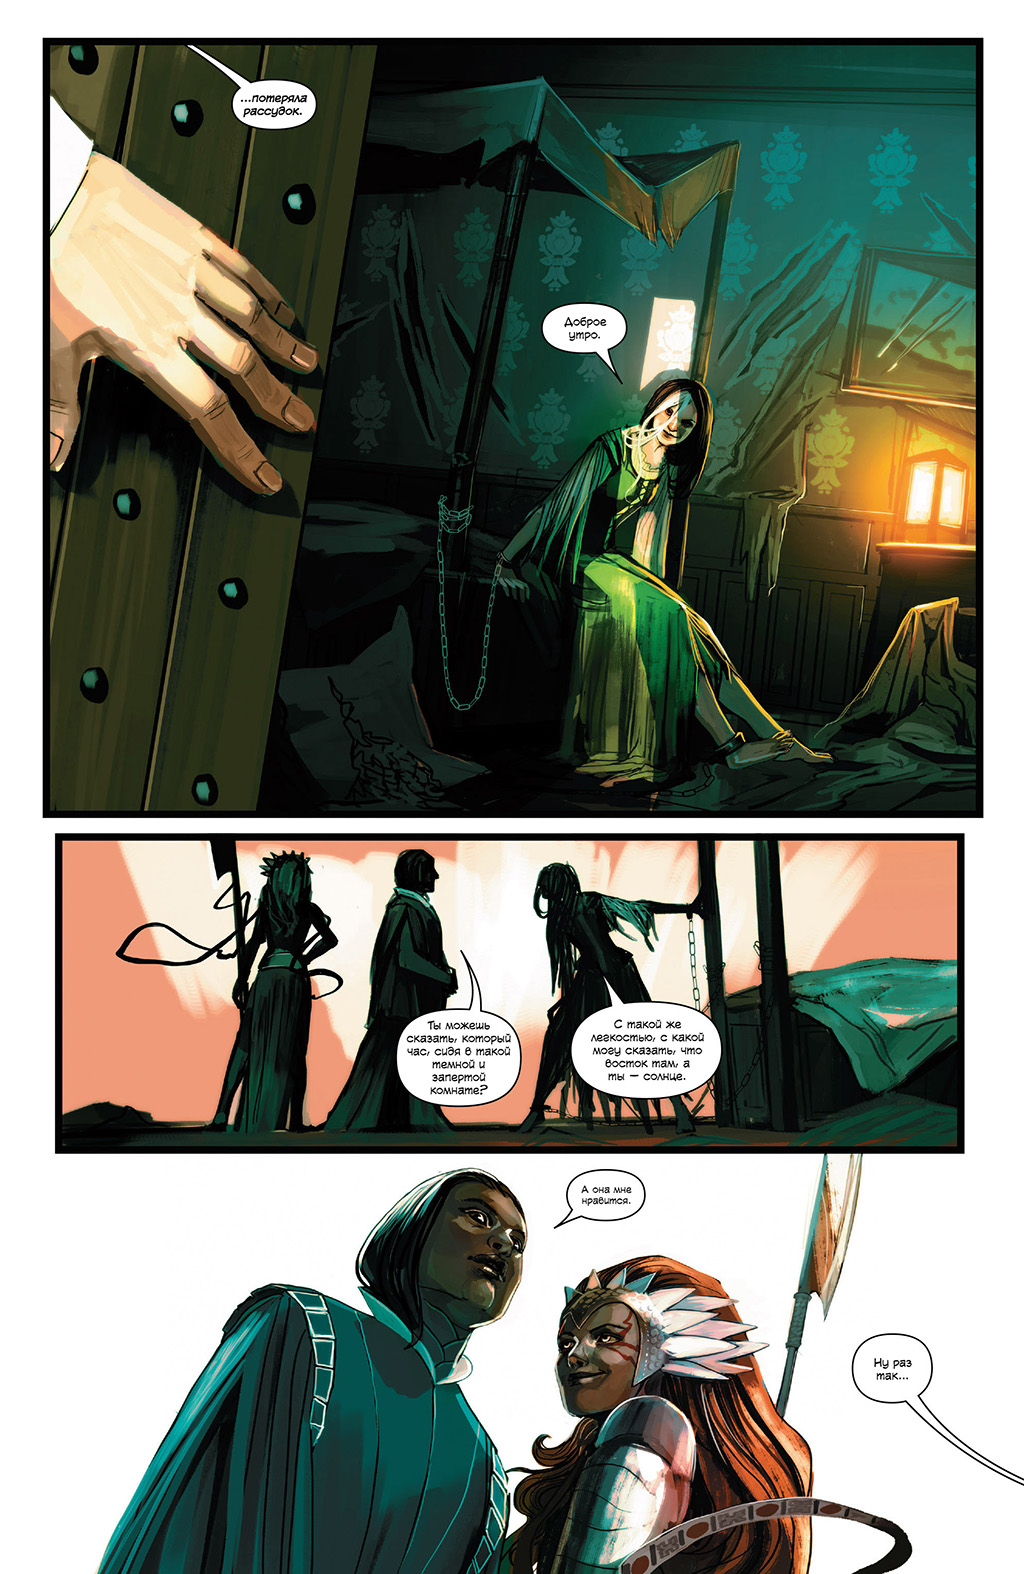 ...потеряла
рассудок.
Доброе
утро.
Ты можешь
сказать, который
час, сидя в такой
темной и
запертой
комнате?
С такой же
легкостью, с какой
могу сказать, что
восток там, а
ты — солнце.
А она мне
нравится.
Ну раз
так...